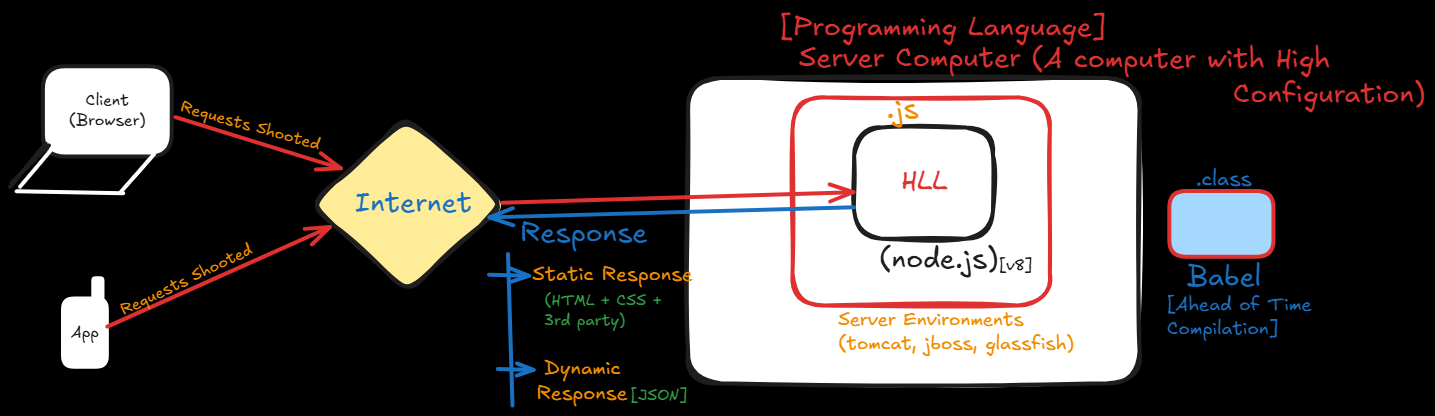 [Programming Language]
Server Computer (A computer with High
Configuration)
Client
(Browser)
Requests Shooted
Internet
Requests Shooted
App
Response
Static Response
(HTML + CSS +
3rd party)
Dynamic
Response [JSON]
.js
HLL
(node.js)[v8]
Server Environments
(tomcat, jboss, glassfish)
.class
Babel
[Ahead of Time
Compilation]